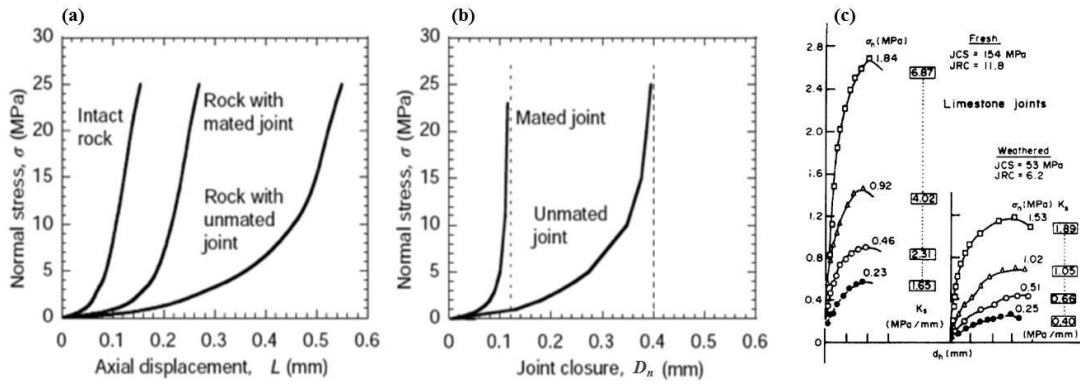 (a)
30
25
20
15
10
5
0
Normal stress, σ (MPa)
Intact
rock
Rock with
mated joint
Rock with
unmated
joint
0 0.1 0.2 0.3 0.4 0.5 0.6
Axial displacement, L (mm)
(b)
30
25
20
15
10
5
0
Normal stress, σ (MPa)
Mated joint
Unmated
joint
0 0.1 0.2 0.3 0.4 0.5 0.6
Joint closure, Dn (mm)
(c)
2.8
2.4
2.0
1.6
1.2
0.8
0.4
0
σn (MPa)
1.84
0.92
0.46
0.23
6.87
4.02
2.31
1.65
Ks
(MPa/mm)
Fresh
JCS = 154 MPa
JRC = 11.8
Limestone joints
Weathered
JCS = 53 MPa
JRC = 6.2
σn (MPa) Ks
1.53
1.02
0.51
0.25
1.89
1.05
0.66
0.40
(MPa/mm)
dh (mm)